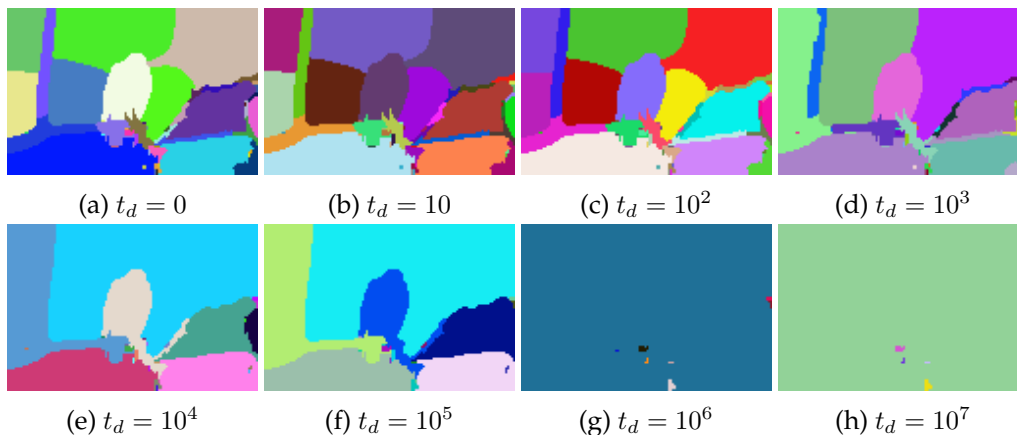 (a) $t_d = 0$ (b) $t_d = 10$ (c) $t_d = 10^2$ (d) $t_d = 10^3$
(e) $t_d = 10^4$ (f) $t_d = 10^5$ (g) $t_d = 10^6$ (h) $t_d = 10^7$